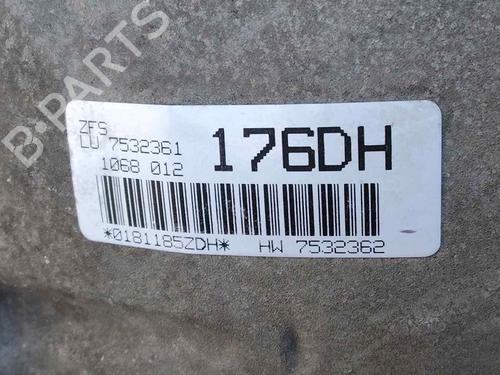 B-PARTS
ZFS
LU 7532361
1068 012
176DH
*0181185ZDH* HW 7532362